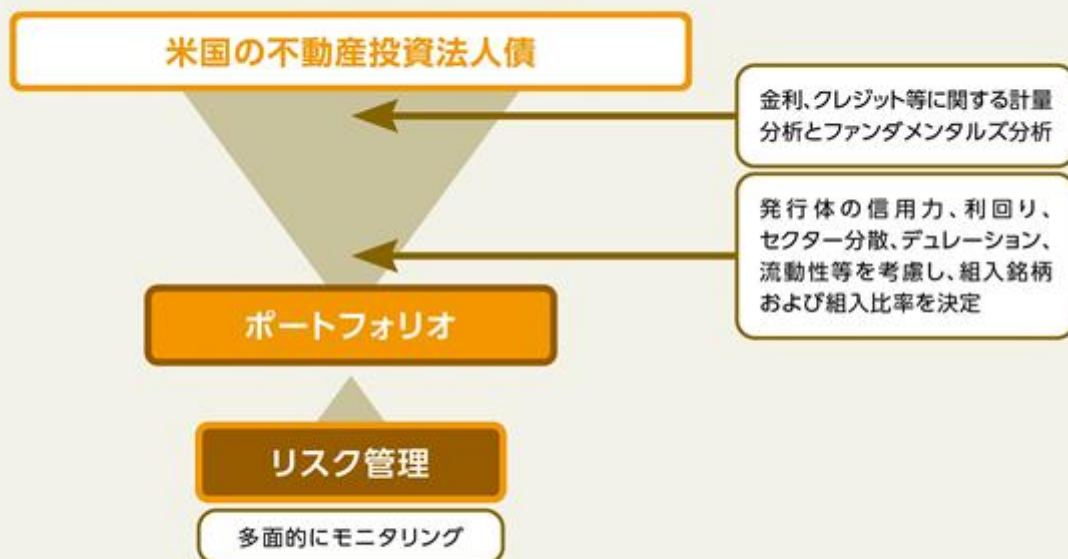 米国の不動産投資法人債
金利、クレジット等に関する計量
分析とファンダメンタルズ分析
発行体の信用力、利回り、
セクター分散、デュレーション、
流動性等を考慮し、組入銘柄
および組入比率を決定
ポートフォリオ
リスク管理
多面的にモニタリング